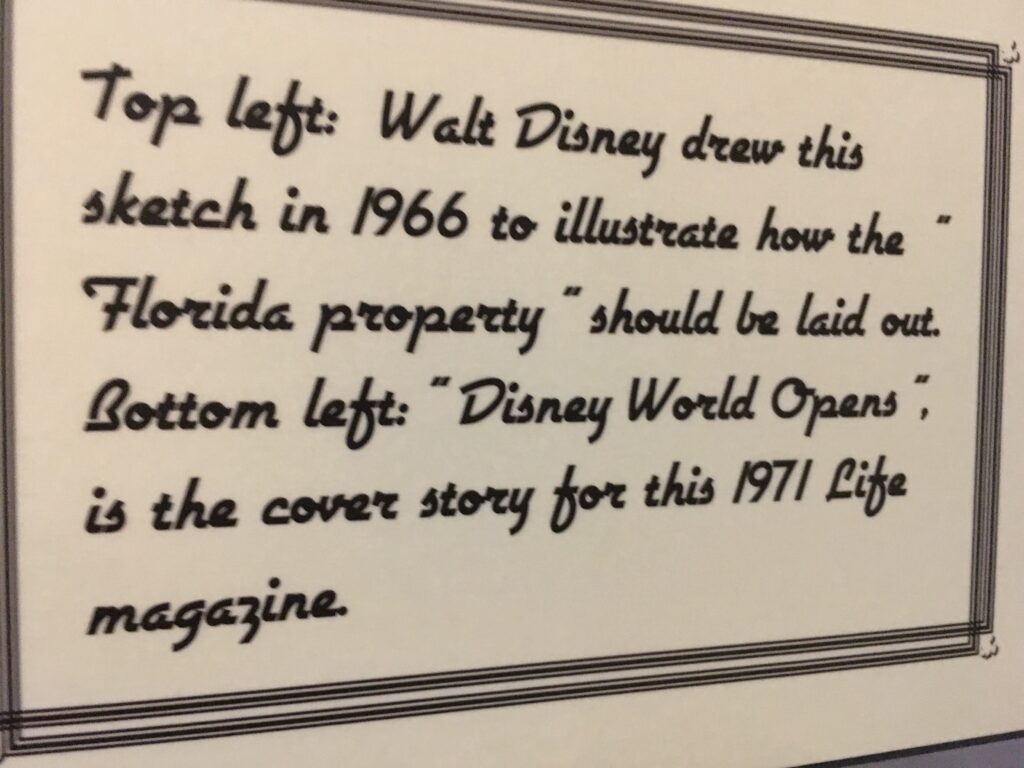 Top left: Walt Disney drew this
sketch in 1966 to illustrate how the "
Florida property " should be laid out.
Bottom left: " Disney World Opens ",
is the cover story for this 1971 Life
magazine.